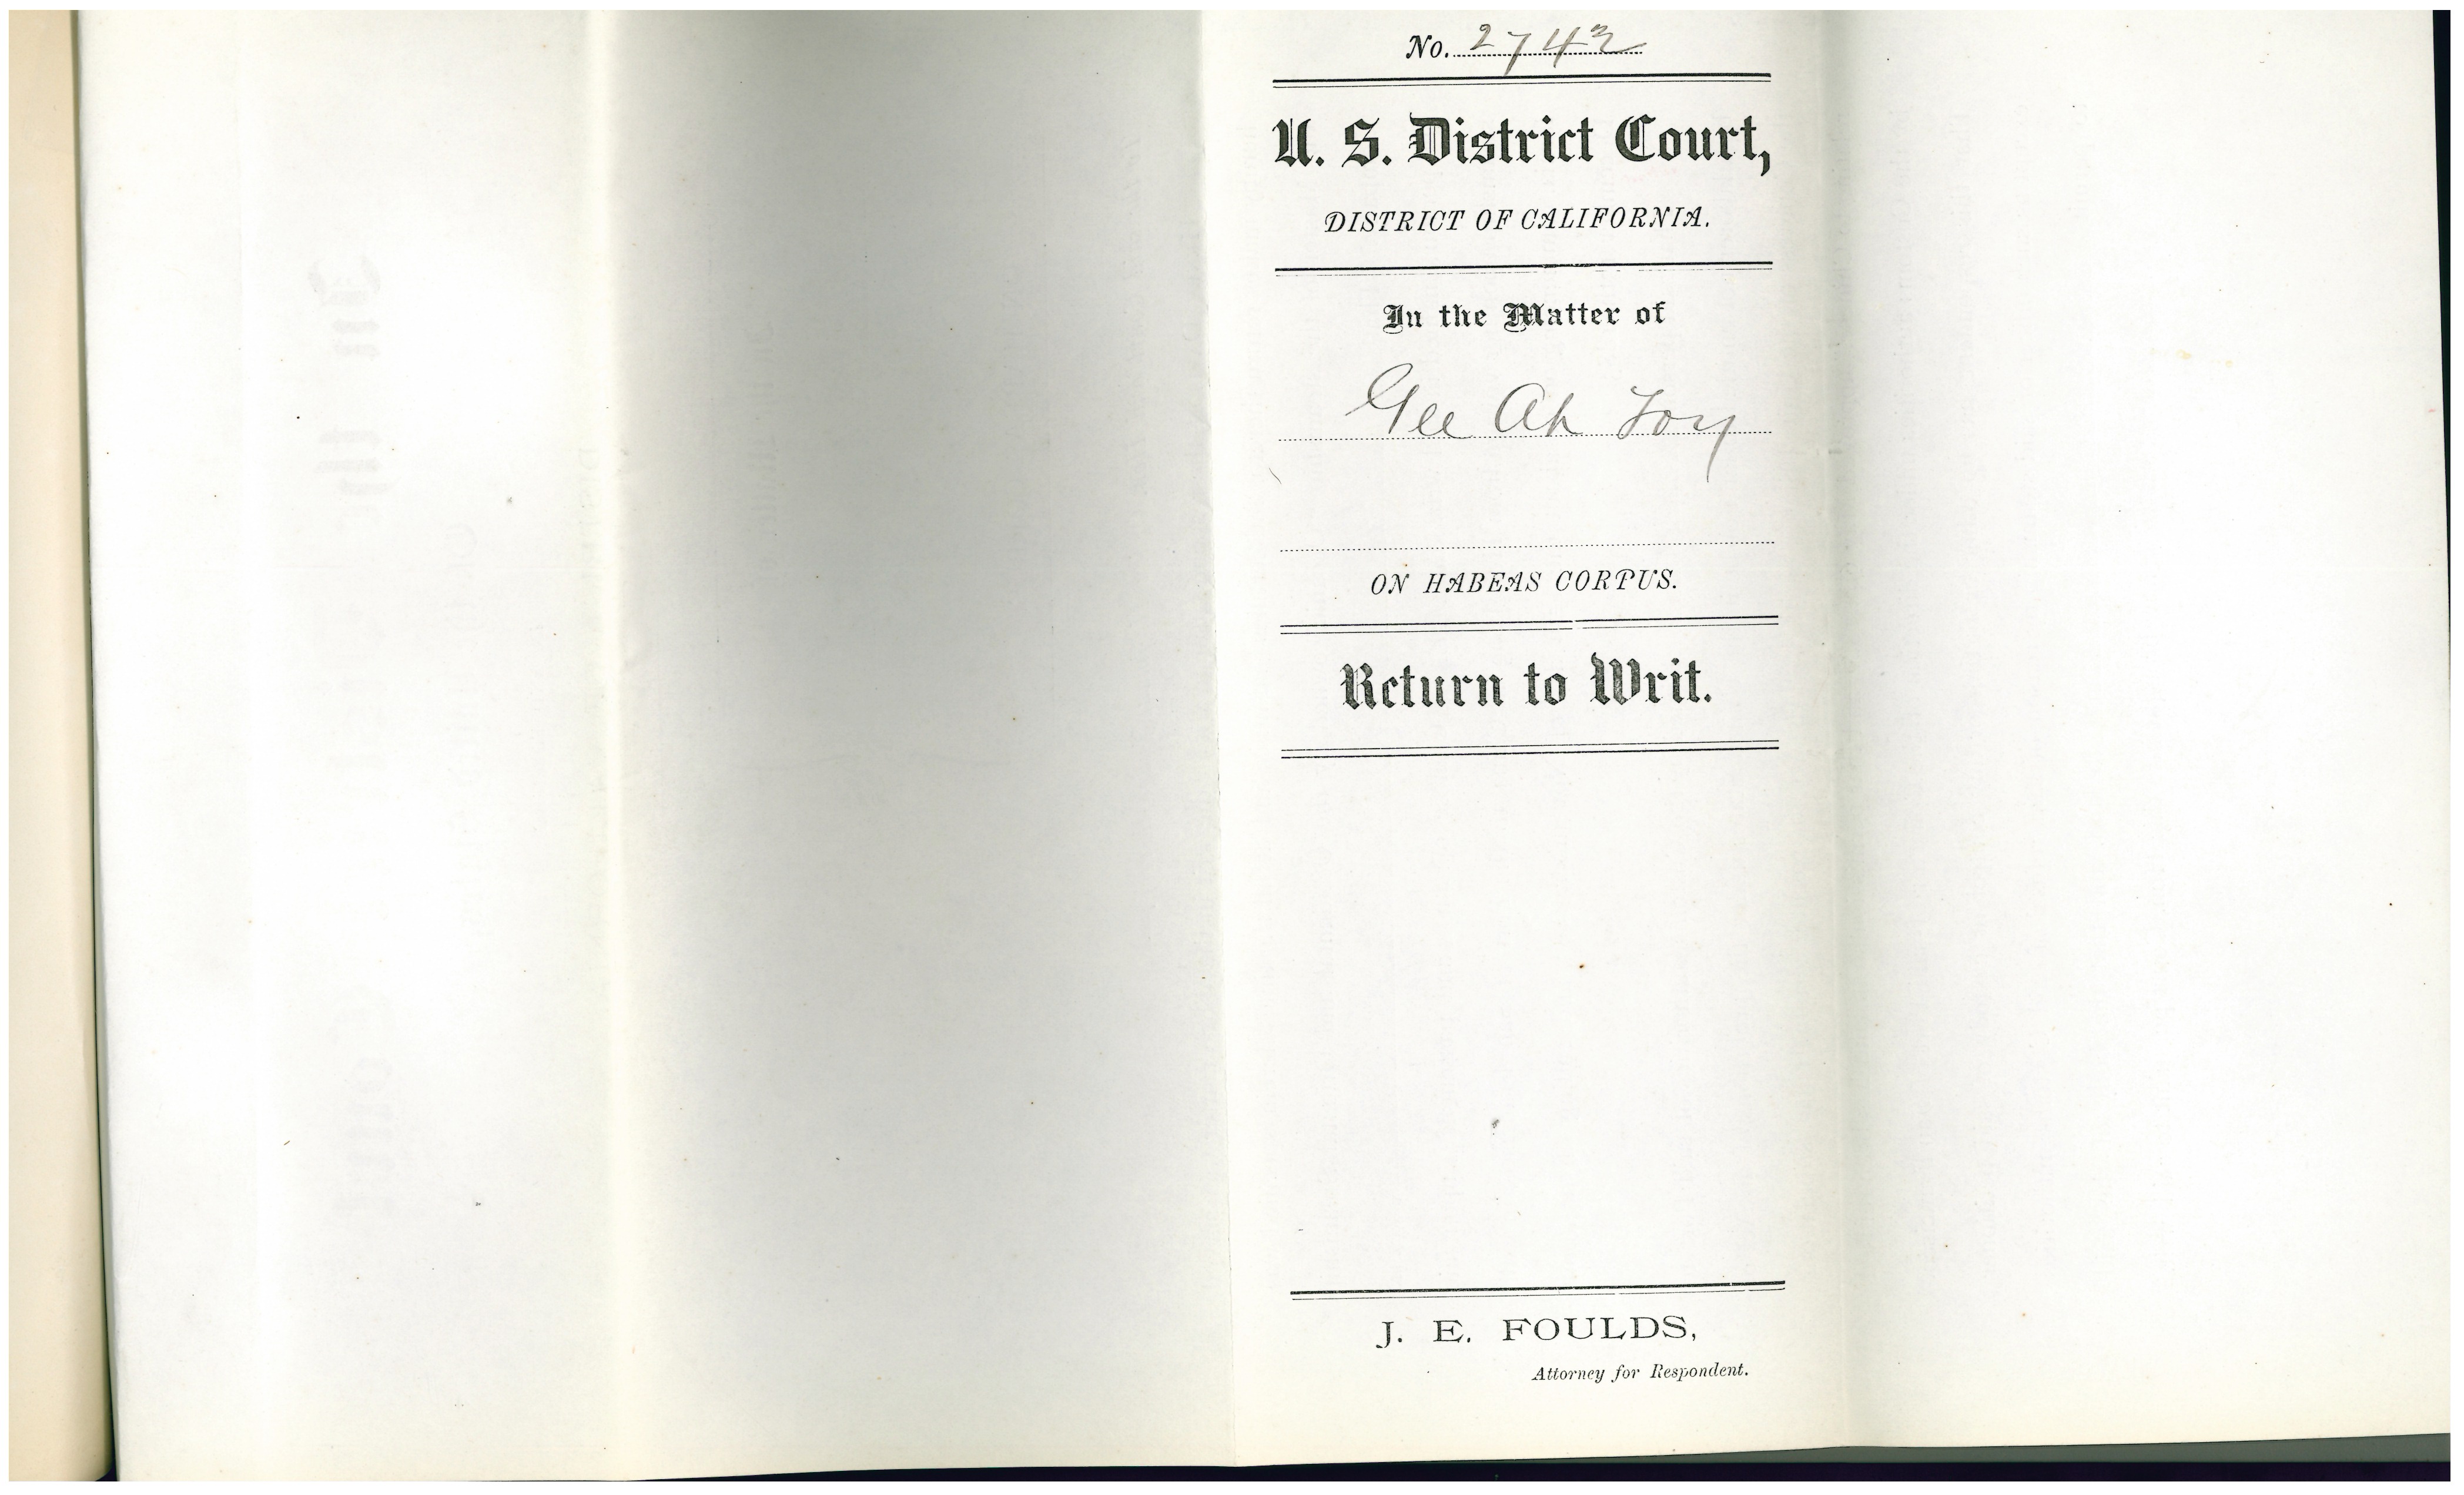 No. 2742
U. S. District Court,
DISTRICT OF CALIFORNIA.
In the Matter of
Gee Ah Toy
ON HABEAS CORPUS.
Return to Writ.
J. E. FOULDS,
Attorney for Respondent.